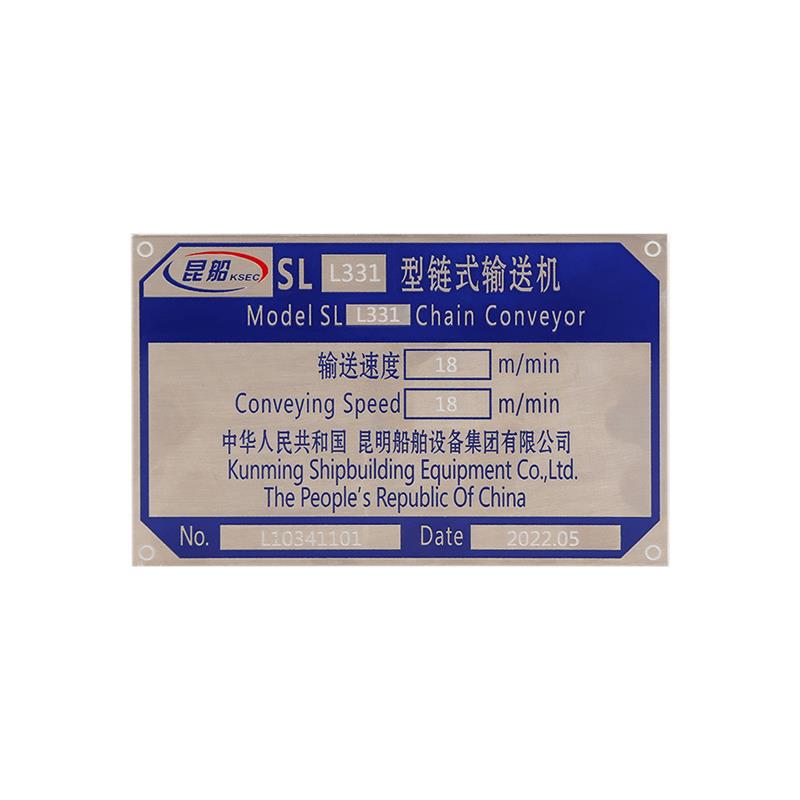 昆船 KSEC SL L331 型链式输送机
Model SL L331 Chain Conveyor
输送速度 18 m/min
Conveying Speed 18 m/min
中华人民共和国 昆明船舶设备集团有限公司
Kunming Shipbuilding Equipment Co.,Ltd.
The People's Republic Of China
No. L10341101 Date 2022.05